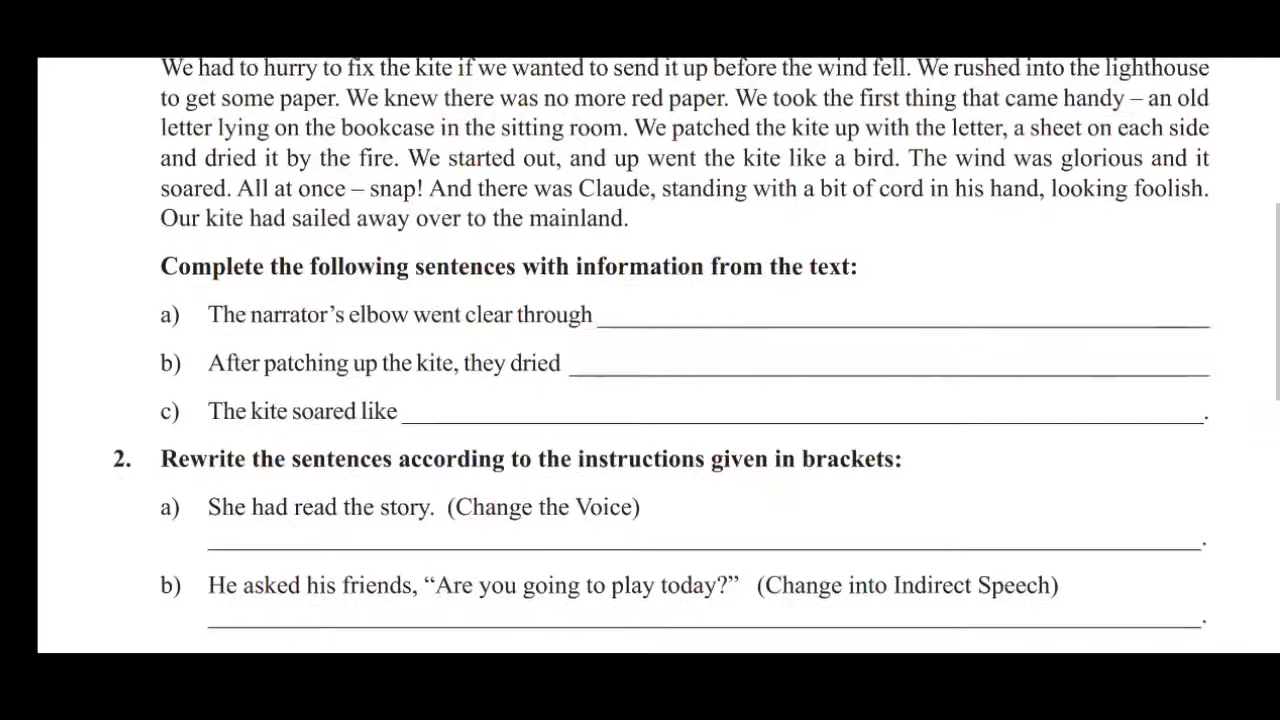 We had to hurry to fix the kite if we wanted to send it up before the wind fell. We rushed into the lighthouse
to get some paper. We knew there was no more red paper. We took the first thing that came handy – an old
letter lying on the bookcase in the sitting room. We patched the kite up with the letter, a sheet on each side
and dried it by the fire. We started out, and up went the kite like a bird. The wind was glorious and it
soared. All at once – snap! And there was Claude, standing with a bit of cord in his hand, looking foolish.
Our kite had sailed away over to the mainland.
Complete the following sentences with information from the text:
a) The narrator’s elbow went clear through
b) After patching up the kite, they dried
c) The kite soared like .
2. Rewrite the sentences according to the instructions given in brackets:
a) She had read the story. (Change the Voice)
.
b) He asked his friends, “Are you going to play today?” (Change into Indirect Speech)
.